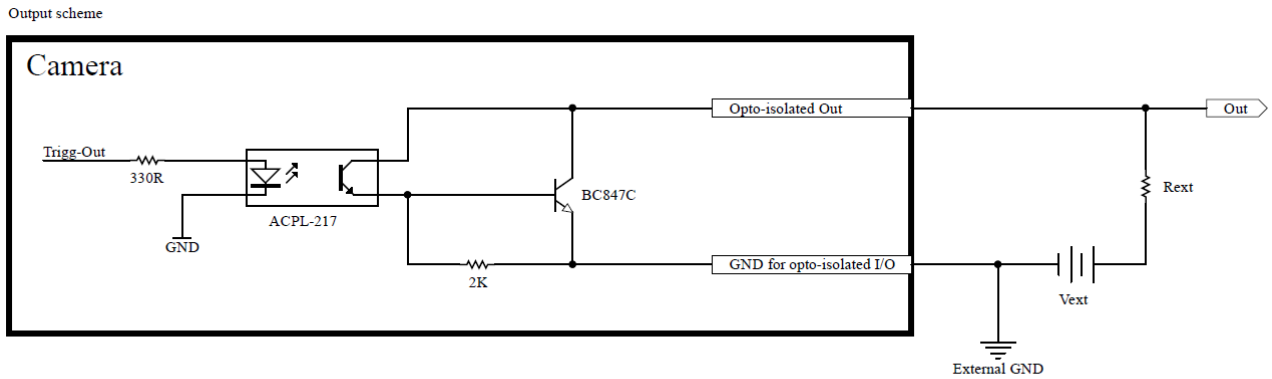 Output scheme
Camera
Opto-isolated Out
Out
Trigg-Out
330R
Rext
BC847C
ACPL-217
GND
GND for opto-isolated I/O
2K
Vext
External GND